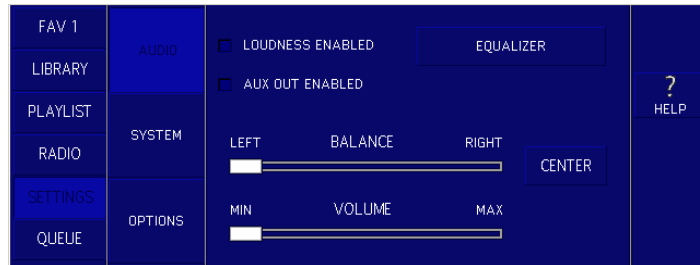 FAV 1
LIBRARY
PLAYLIST
RADIO
SETTINGS
QUEUE
AUDIO
SYSTEM
OPTIONS
LOUDNESS ENABLED
EQUALIZER
AUX OUT ENABLED
LEFT BALANCE RIGHT
CENTER
MIN VOLUME MAX
?
HELP